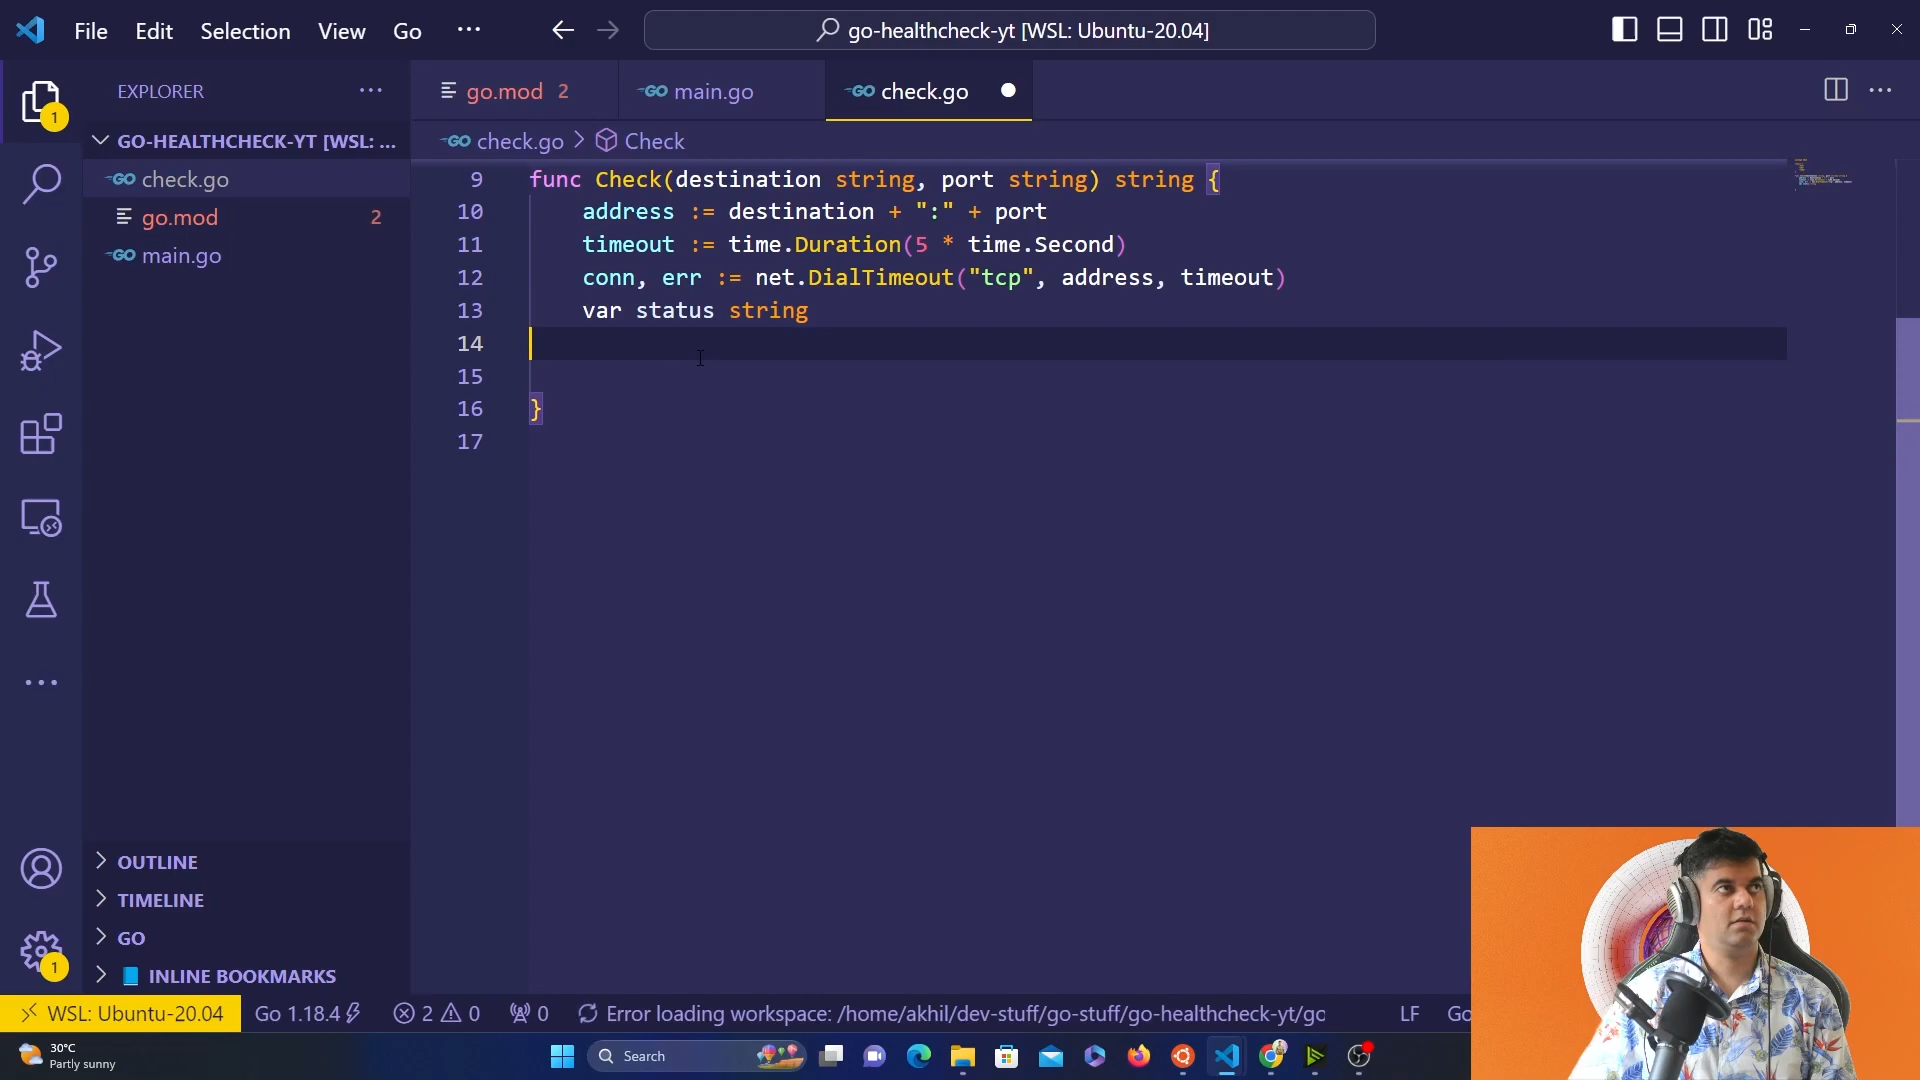 File Edit Selection View Go ··· go-healthcheck-yt [WSL: Ubuntu-20.04]
EXPLORER ···
1
GO-HEALTHCHECK-YT [WSL: ...
check.go
go.mod 2
main.go
go.mod 2 main.go check.go
check.go > Check
9 func Check(destination string, port string) string {
10 address := destination + ":" + port
11 timeout := time.Duration(5 * time.Second)
12 conn, err := net.DialTimeout("tcp", address, timeout)
13 var status string
14
15
16 }
17
OUTLINE
TIMELINE
GO
INLINE BOOKMARKS
1
WSL: Ubuntu-20.04 Go 1.18.4 2 0 0 Error loading workspace: /home/akhil/dev-stuff/go-stuff/go-healthcheck-yt/go LF Go
30°C
Partly sunny
Search